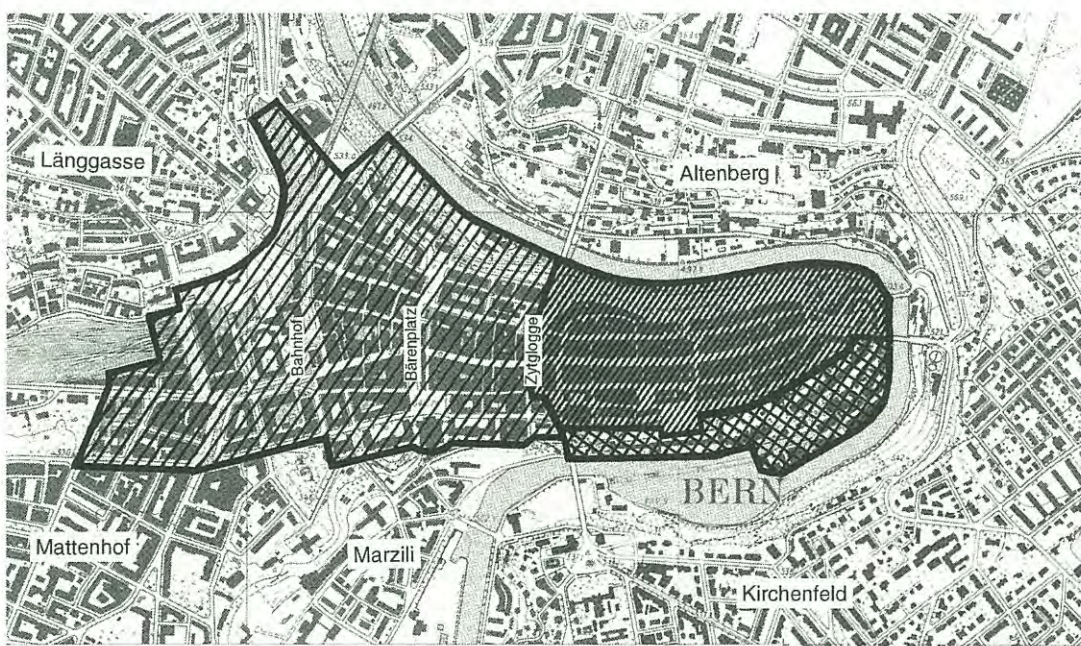 Länggasse
Altenberg
Bahnhof
Bärenplatz
Zytglogge
BERN
Mattenhof
Marzili
Kirchenfeld